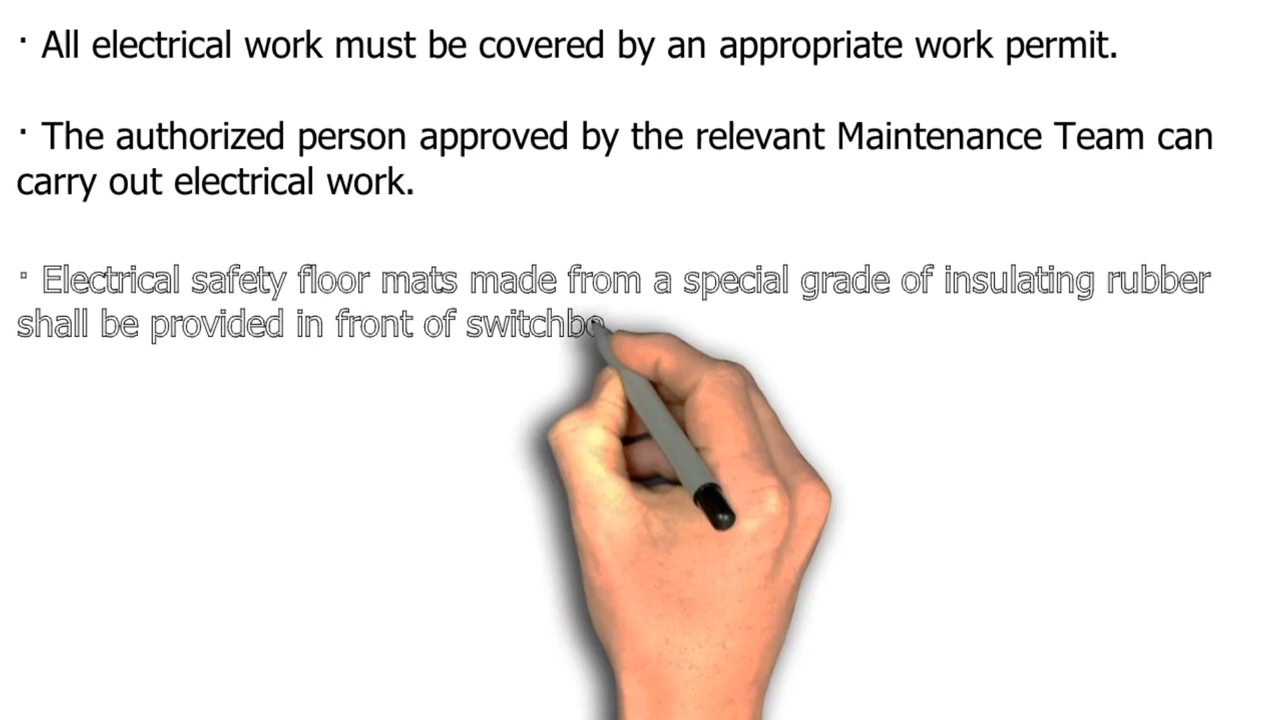 · All electrical work must be covered by an appropriate work permit.
· The authorized person approved by the relevant Maintenance Team can
carry out electrical work.
· Electrical safety floor mats made from a special grade of insulating rubber
shall be provided in front of switchbo